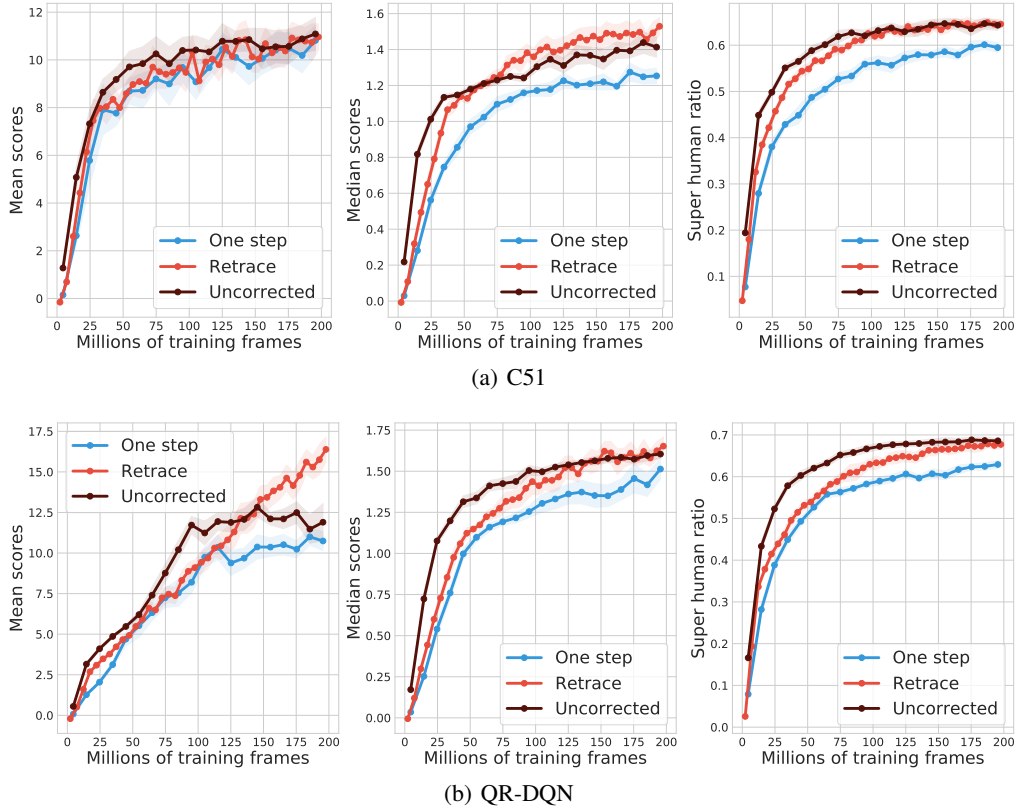 Mean scores
12
10
8
6
4
2
0
0 25 50 75 100 125 150 175 200
Millions of training frames
One step
Retrace
Uncorrected
Median scores
1.6
1.4
1.2
1.0
0.8
0.6
0.4
0.2
0.0
0 25 50 75 100 125 150 175 200
Millions of training frames
One step
Retrace
Uncorrected
Super human ratio
0.6
0.5
0.4
0.3
0.2
0.1
0 25 50 75 100 125 150 175 200
Millions of training frames
One step
Retrace
Uncorrected
(a) C51
Mean scores
17.5
15.0
12.5
10.0
7.5
5.0
2.5
0.0
0 25 50 75 100 125 150 175 200
Millions of training frames
One step
Retrace
Uncorrected
Median scores
1.75
1.50
1.25
1.00
0.75
0.50
0.25
0.00
0 25 50 75 100 125 150 175 200
Millions of training frames
One step
Retrace
Uncorrected
Super human ratio
0.7
0.6
0.5
0.4
0.3
0.2
0.1
0.0
0 25 50 75 100 125 150 175 200
Millions of training frames
One step
Retrace
Uncorrected
(b) QR-DQN